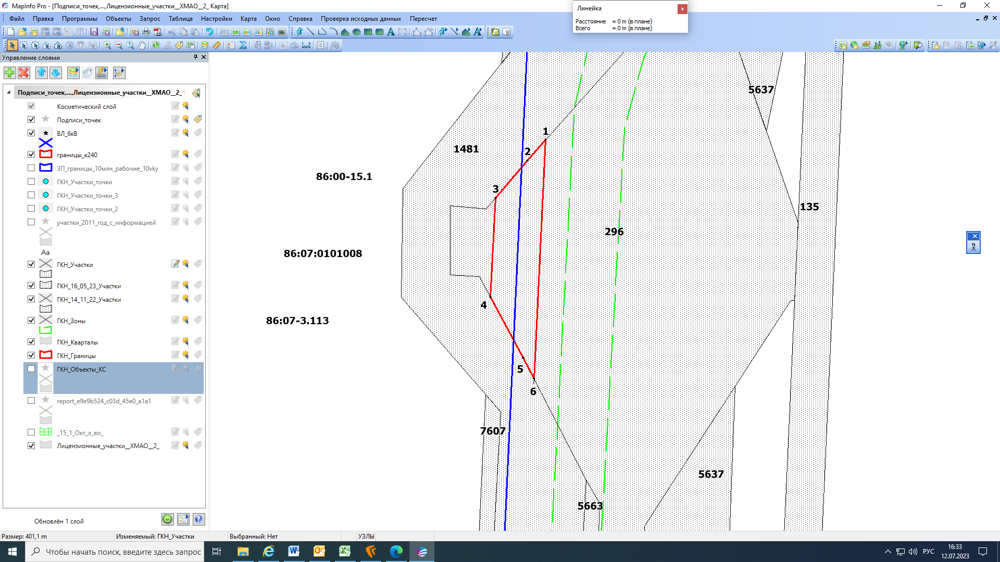 MapInfo Pro - [Подписи_точек,...,Лицензионные_участки__ХМАО__2_ Карта]
Файл Правка Программы Объекты Запрос Таблица Настройки Карта Окно Справка Проверка исходных данных Пересчет
Линейка
Расстояние = 0 m (в плане)
Всего = 0 m (в плане)
Управление слоями
Подписи_точек,...,Лицензионные_участки__ХМАО__2_
Косметический слой
Подписи_точек
ВЛ_6кВ
границы_к240
ЗП_границы_10млн_рабочие_10vky
ГКН_Участки_точки
ГКН_Участки_точки_3
ГКН_Участки_точки_2
участки_2011_год_с_информацией
Aa
ГКН_Участки
ГКН_16_05_23_Участки
ГКН_14_11_22_Участки
ГКН_Зоны
ГКН_Кварталы
ГКН_Границы
ГКН_Объекты_КС
report_e9e9b524_c03d_45e0_a1a1
_15_1_Окт_л_во_
Лицензионные_участки__ХМАО__2_
Обновлён 1 слой
5637
1
1481
2
86:00-15.1
3
135
296
86:07:0101008
4
86:07-3.113
5
6
7607
5637
5663
N
Размер: 401,1 m
Изменяемый: ГКН_Участки
Выбранный: Нет
УЗЛЫ
Чтобы начать поиск, введите здесь запрос
РУС
16:33
12.07.2023